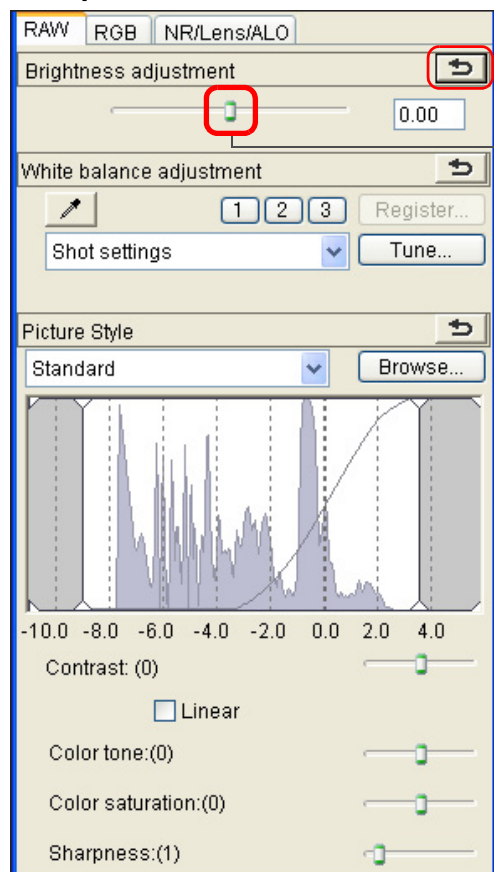 RAW RGB NR/Lens/ALO
Brightness adjustment
0.00
White balance adjustment
1 2 3 Register...
Shot settings Tune...
Picture Style
Standard Browse...
-10.0 -8.0 -6.0 -4.0 -2.0 0.0 2.0 4.0
Contrast: (0)
Linear
Color tone:(0)
Color saturation:(0)
Sharpness:(1)